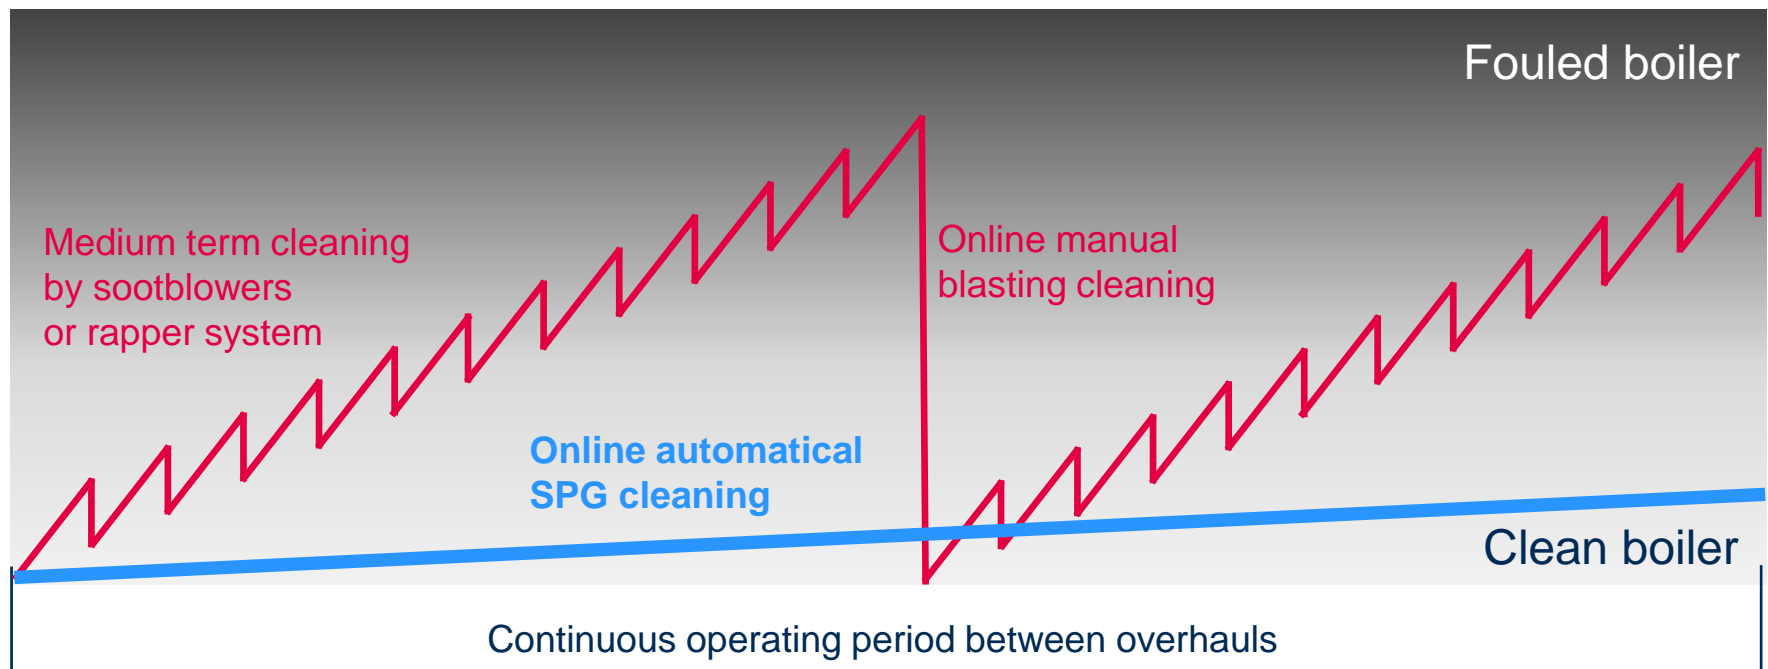 Fouled boiler
Medium term cleaning
by sootblowers
or rapper system
Online manual
blasting cleaning
Online automatical
SPG cleaning
Clean boiler
Continuous operating period between overhauls